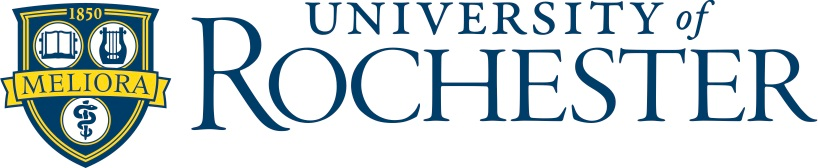 1850
MELIORA
UNIVERSITY of
ROCHESTER